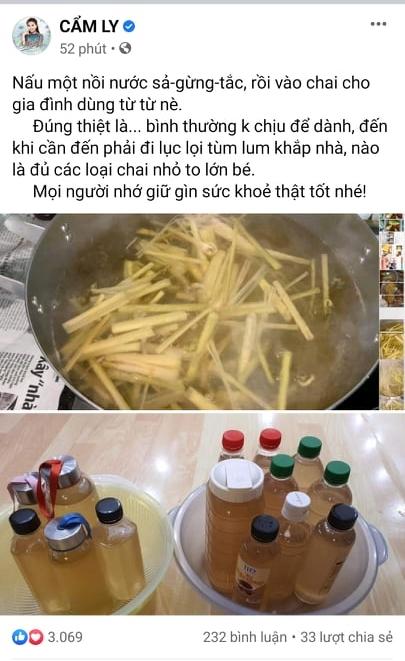 CẨM LY
52 phút
Nấu một nồi nước sả-gừng-tắc, rồi vào chai cho
gia đình dùng từ từ nè.
Đúng thiệt là... bình thường k chịu để dành, đến
khi cần đến phải đi lục lọi tùm lum khắp nhà, nào
là đủ các loại chai nhỏ to lớn bé.
Mọi người nhớ giữ gìn sức khoẻ thật tốt nhé!
3.069
232 bình luận • 33 lượt chia sẻ